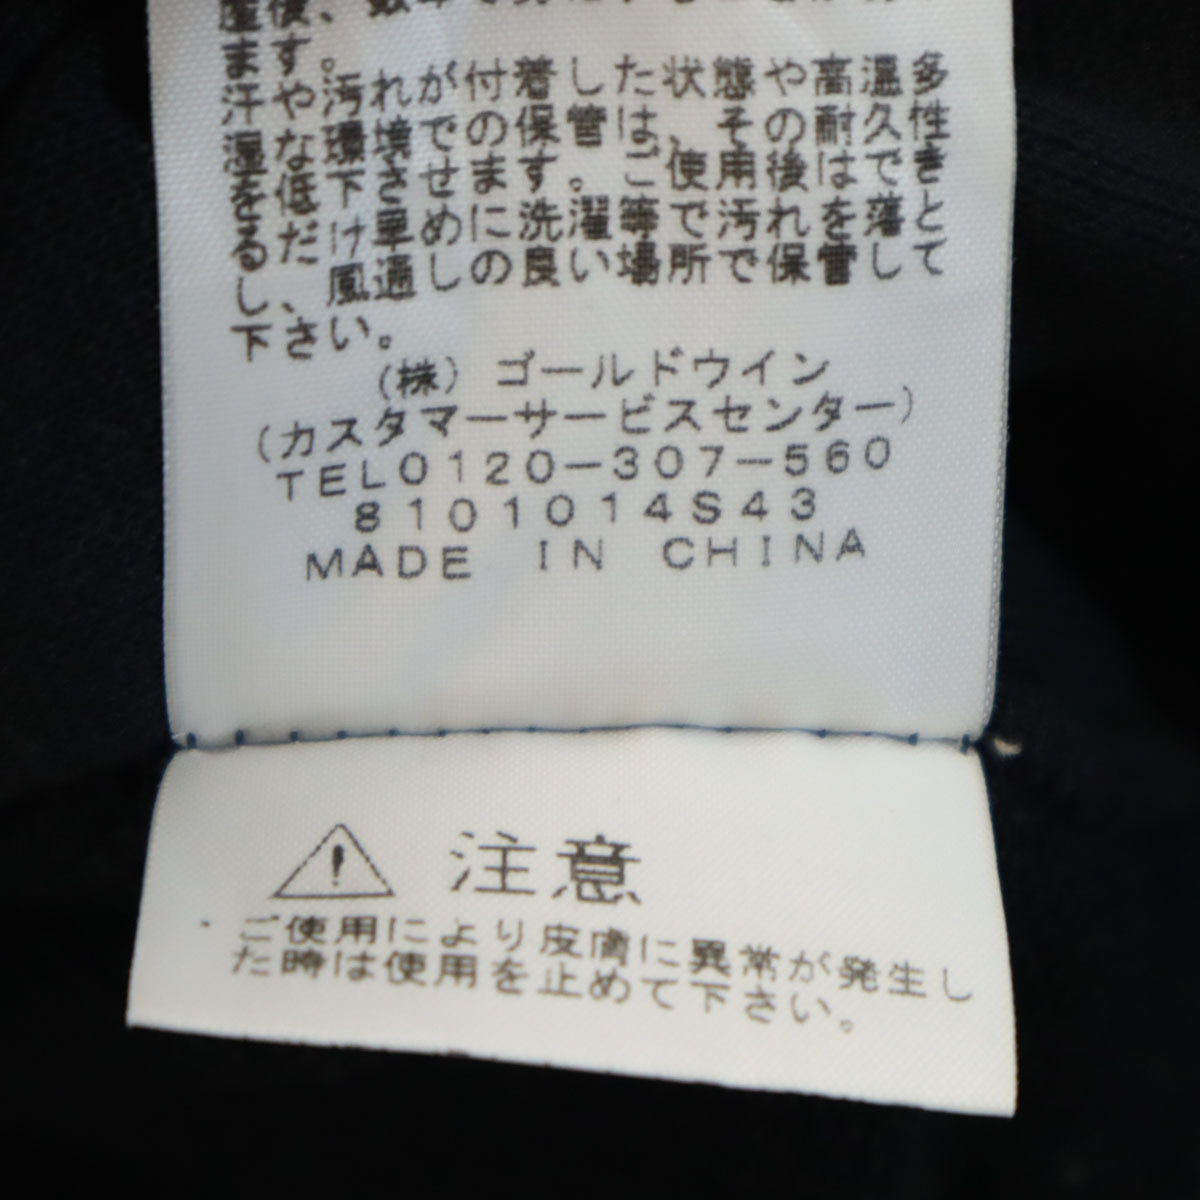 ます。
汗や汚れが付着した状態や高温多
湿な環境での保管は、その耐久性
を低下させます。ご使用後はできる
だけ早めに洗濯等で汚れを落と
し、風通しの良い場所で保管して
下さい。
(株) ゴールドウイン
(カスタマーサービスセンター)
TEL0120-307-560
8101014S43
MADE IN CHINA
注意
ご使用により皮膚に異常が発生し
た時は使用を止めて下さい。